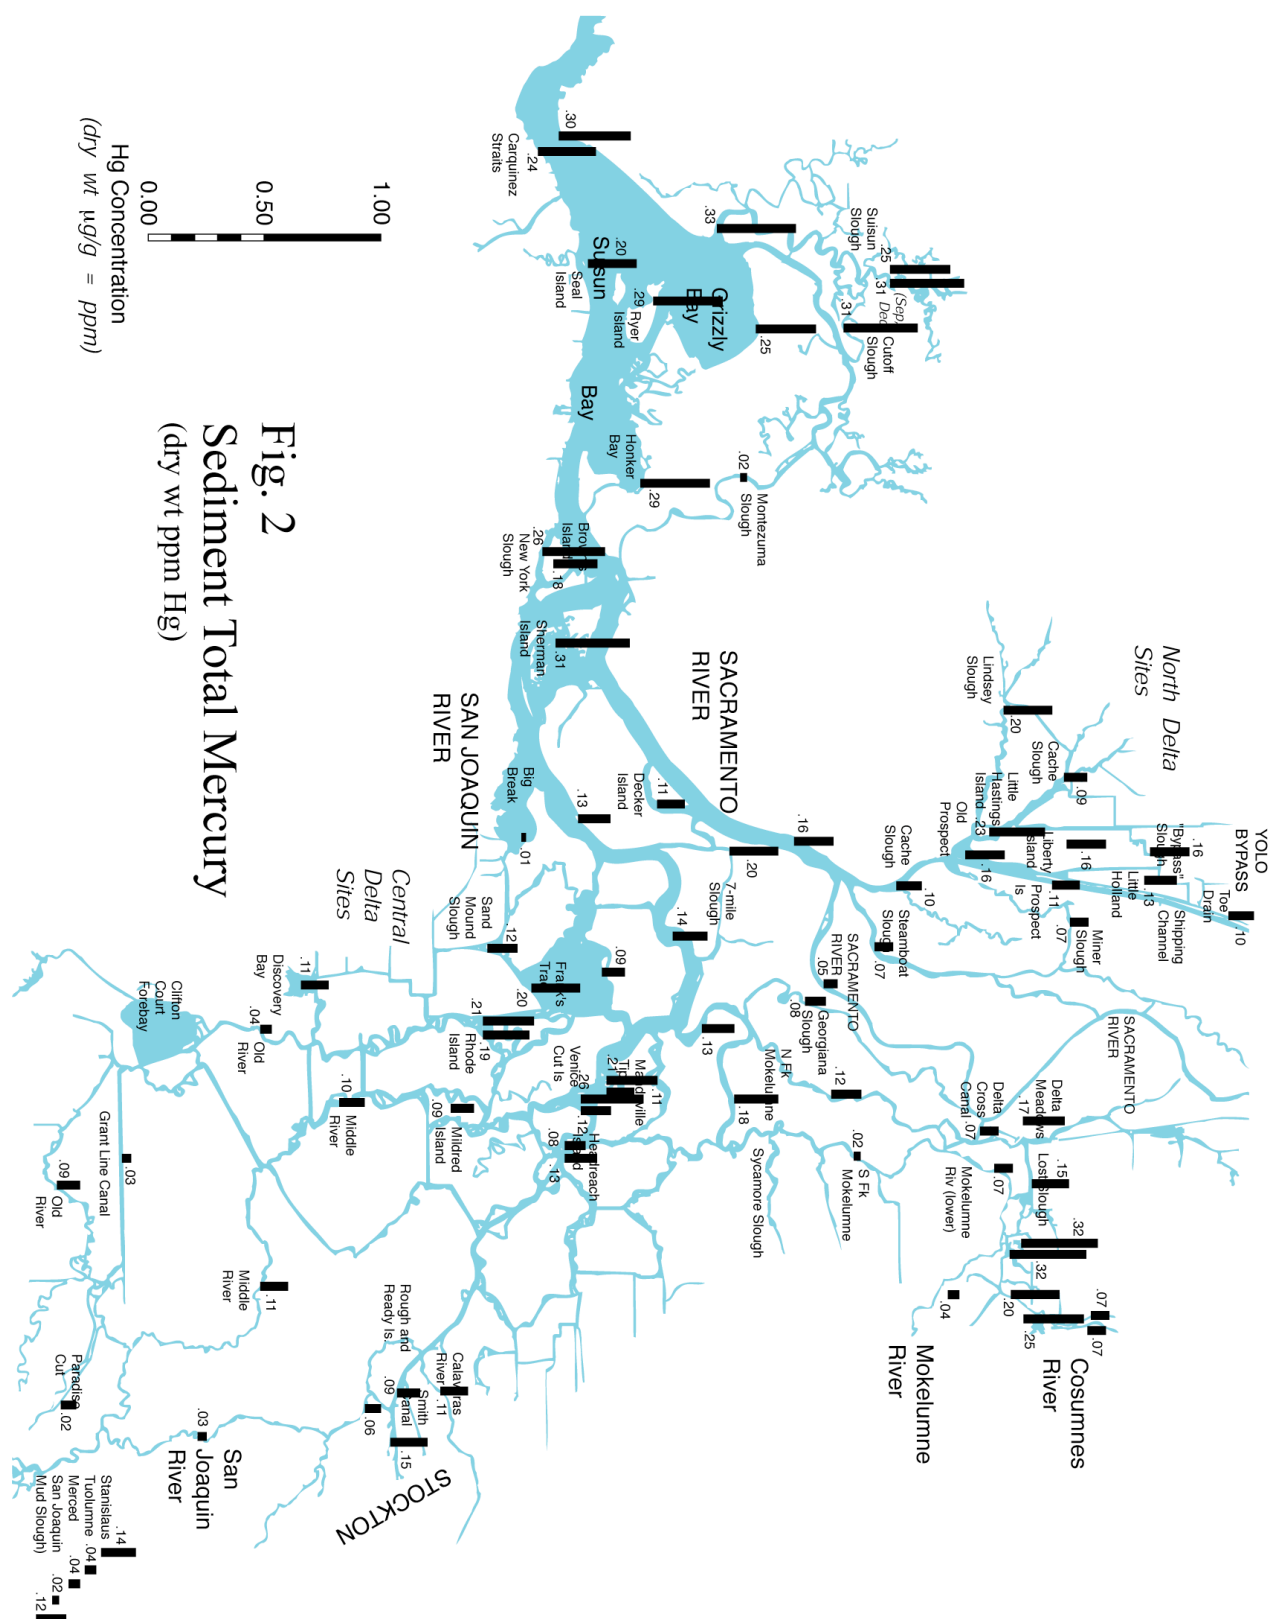 Fig. 2
Sediment Total Mercury
(dry wt ppm Hg)
0.00
0.50
1.00
Hg Concentration
(dry wt µg/g = ppm)
.30
.24
Carquinez
Straits
.33
Suisun
Slough
.25
.31
(Sep,
Dec
.31
Cutoff
Slough
.20
Suisun
Bay
Seal
Island
.29
Ryer
Island
Grizzly
Bay
.25
Honker
Bay
.29
.02
Montezuma
Slough
.26
Browns
Island
.18
New York
Slough
Sherman
Island
.31
SACRAMENTO
RIVER
SAN JOAQUIN
RIVER
Big
Break
.01
.13
Decker
Island
.11
.16
.20
7-mile
Slough
.14
North Delta
Sites
Lindsey
Slough
.20
Cache
Slough
.09
Little
Hastings
Island
.23
Old
Prospect
.16
Liberty
Island
.16
"Bypass"
Slough
.16
YOLO
BYPASS
Toe
Drain
.10
Shipping
Channel
.13
Little
Holland
Prospect
Is
.11
Miner
Slough
.07
Cache
Slough
.10
Steamboat
Slough
.07
SACRAMENTO
RIVER
.05
Georgiana
Slough
.08
SACRAMENTO
RIVER
Central
Delta
Sites
Sand
Mound
Slough
.12
Frank's
Tract
.20
.09
Discovery
Bay
.11
Clifton
Court
Forebay
.04
Old
River
.21
.19
Rhode
Island
Venice
Cut Is
.26
Mandeville
Tip
.21
.11
.12
.13
N Fk
Mokelumne
.12
.18
Sycamore Slough
.02
S Fk
Mokelumne
Delta
Meadows
.17
Delta
Cross
Canal
.07
Lost Slough
.15
.07
Mokelumne
Riv (lower)
.32
.32
.20
.25
.07
.07
.04
Cosumnes
River
Mokelumne
River
.08
Headreach
Island
.13
.09
Mildred
Island
.10
Middle
River
.03
Grant Line Canal
.09
Old
River
.11
Middle
River
Rough and
Ready Is.
.06
Calaveras
River
.11
.09
Smith
Canal
.15
STOCKTON
.03
San
Joaquin
River
Paradise
Cut
.02
Stanislaus
.14
Tuolumne
.04
Merced
.04
San Joaquin
.02
Mud Slough)
.12